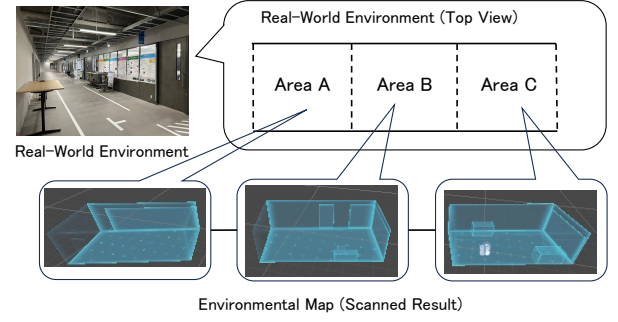 Real-World Environment (Top View)
Area A
Area B
Area C
Real-World Environment
Environmental Map (Scanned Result)